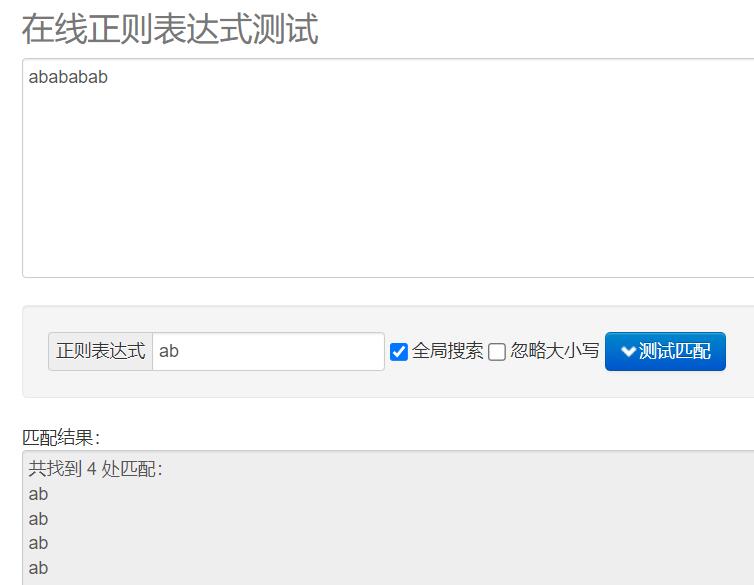 在线正则表达式测试
abababab
正则表达式 ab 全局搜索 忽略大小写 测试匹配
匹配结果：
共找到 4 处匹配：
ab
ab
ab
ab